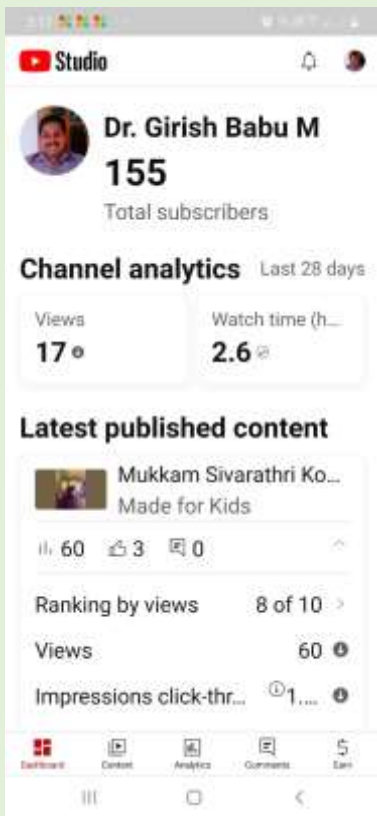 Studio
Dr. Girish Babu M
155
Total subscribers
Channel analytics Last 28 days
Views
17
Watch time (h...
2.6
Latest published content
Mukkam Sivarathri Ko...
Made for Kids
60 3 0
Ranking by views 8 of 10
Views 60
Impressions click-thr... 1....
Dashboard Content Analytics Comments Earn